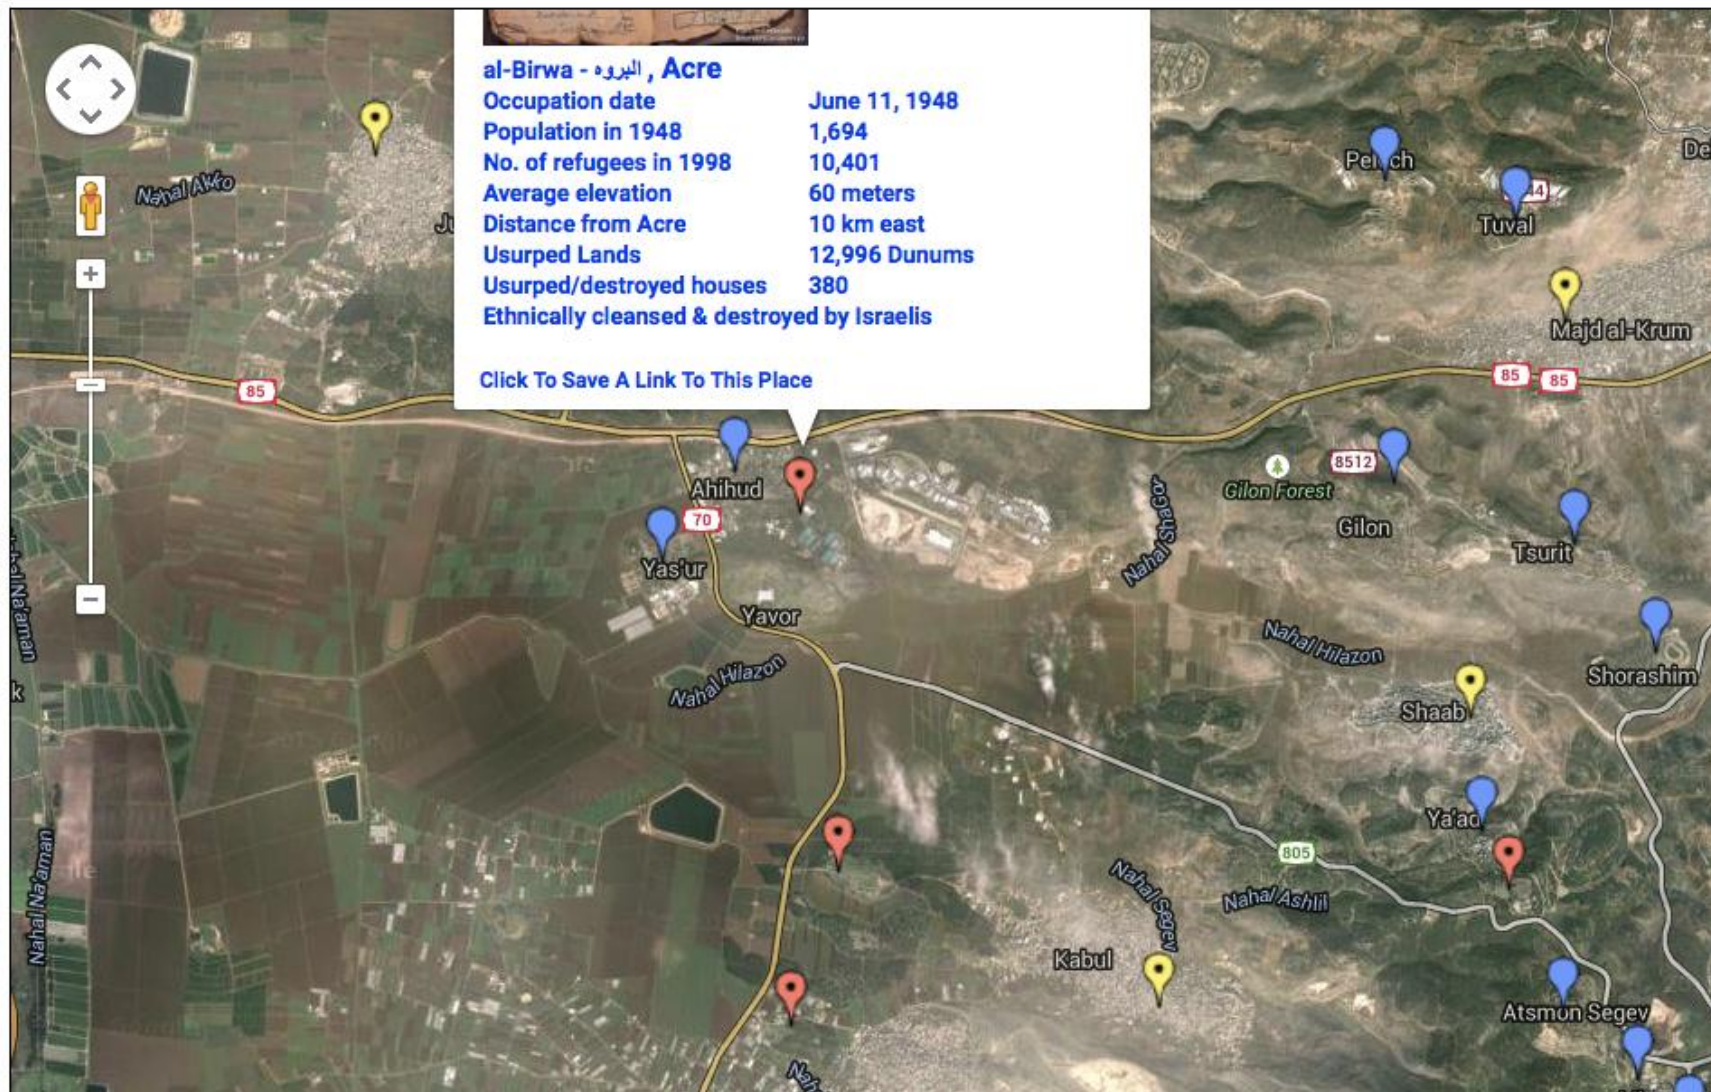 al-Birwa - البروه , Acre
Occupation date June 11, 1948
Population in 1948 1,694
No. of refugees in 1998 10,401
Average elevation 60 meters
Distance from Acre 10 km east
Usurped Lands 12,996 Dunums
Usurped/destroyed houses 380
Ethnically cleansed & destroyed by Israelis
Click To Save A Link To This Place
Nahal Akko
Tuval
Majd al-Krum
85
85
85
Ahihud
70
Yas'ur
Yavor
Nahal Hilazon
Gilon Forest
8512
Gilon
Tsurit
Nahal ShaGor
Nahal Hilazon
Shorashim
Shaab
Ya'ad
805
Nahal Ashlil
Nahal Segev
Kabul
Atsmon Segev
Nahal Na'aman
Nahal Na'aman